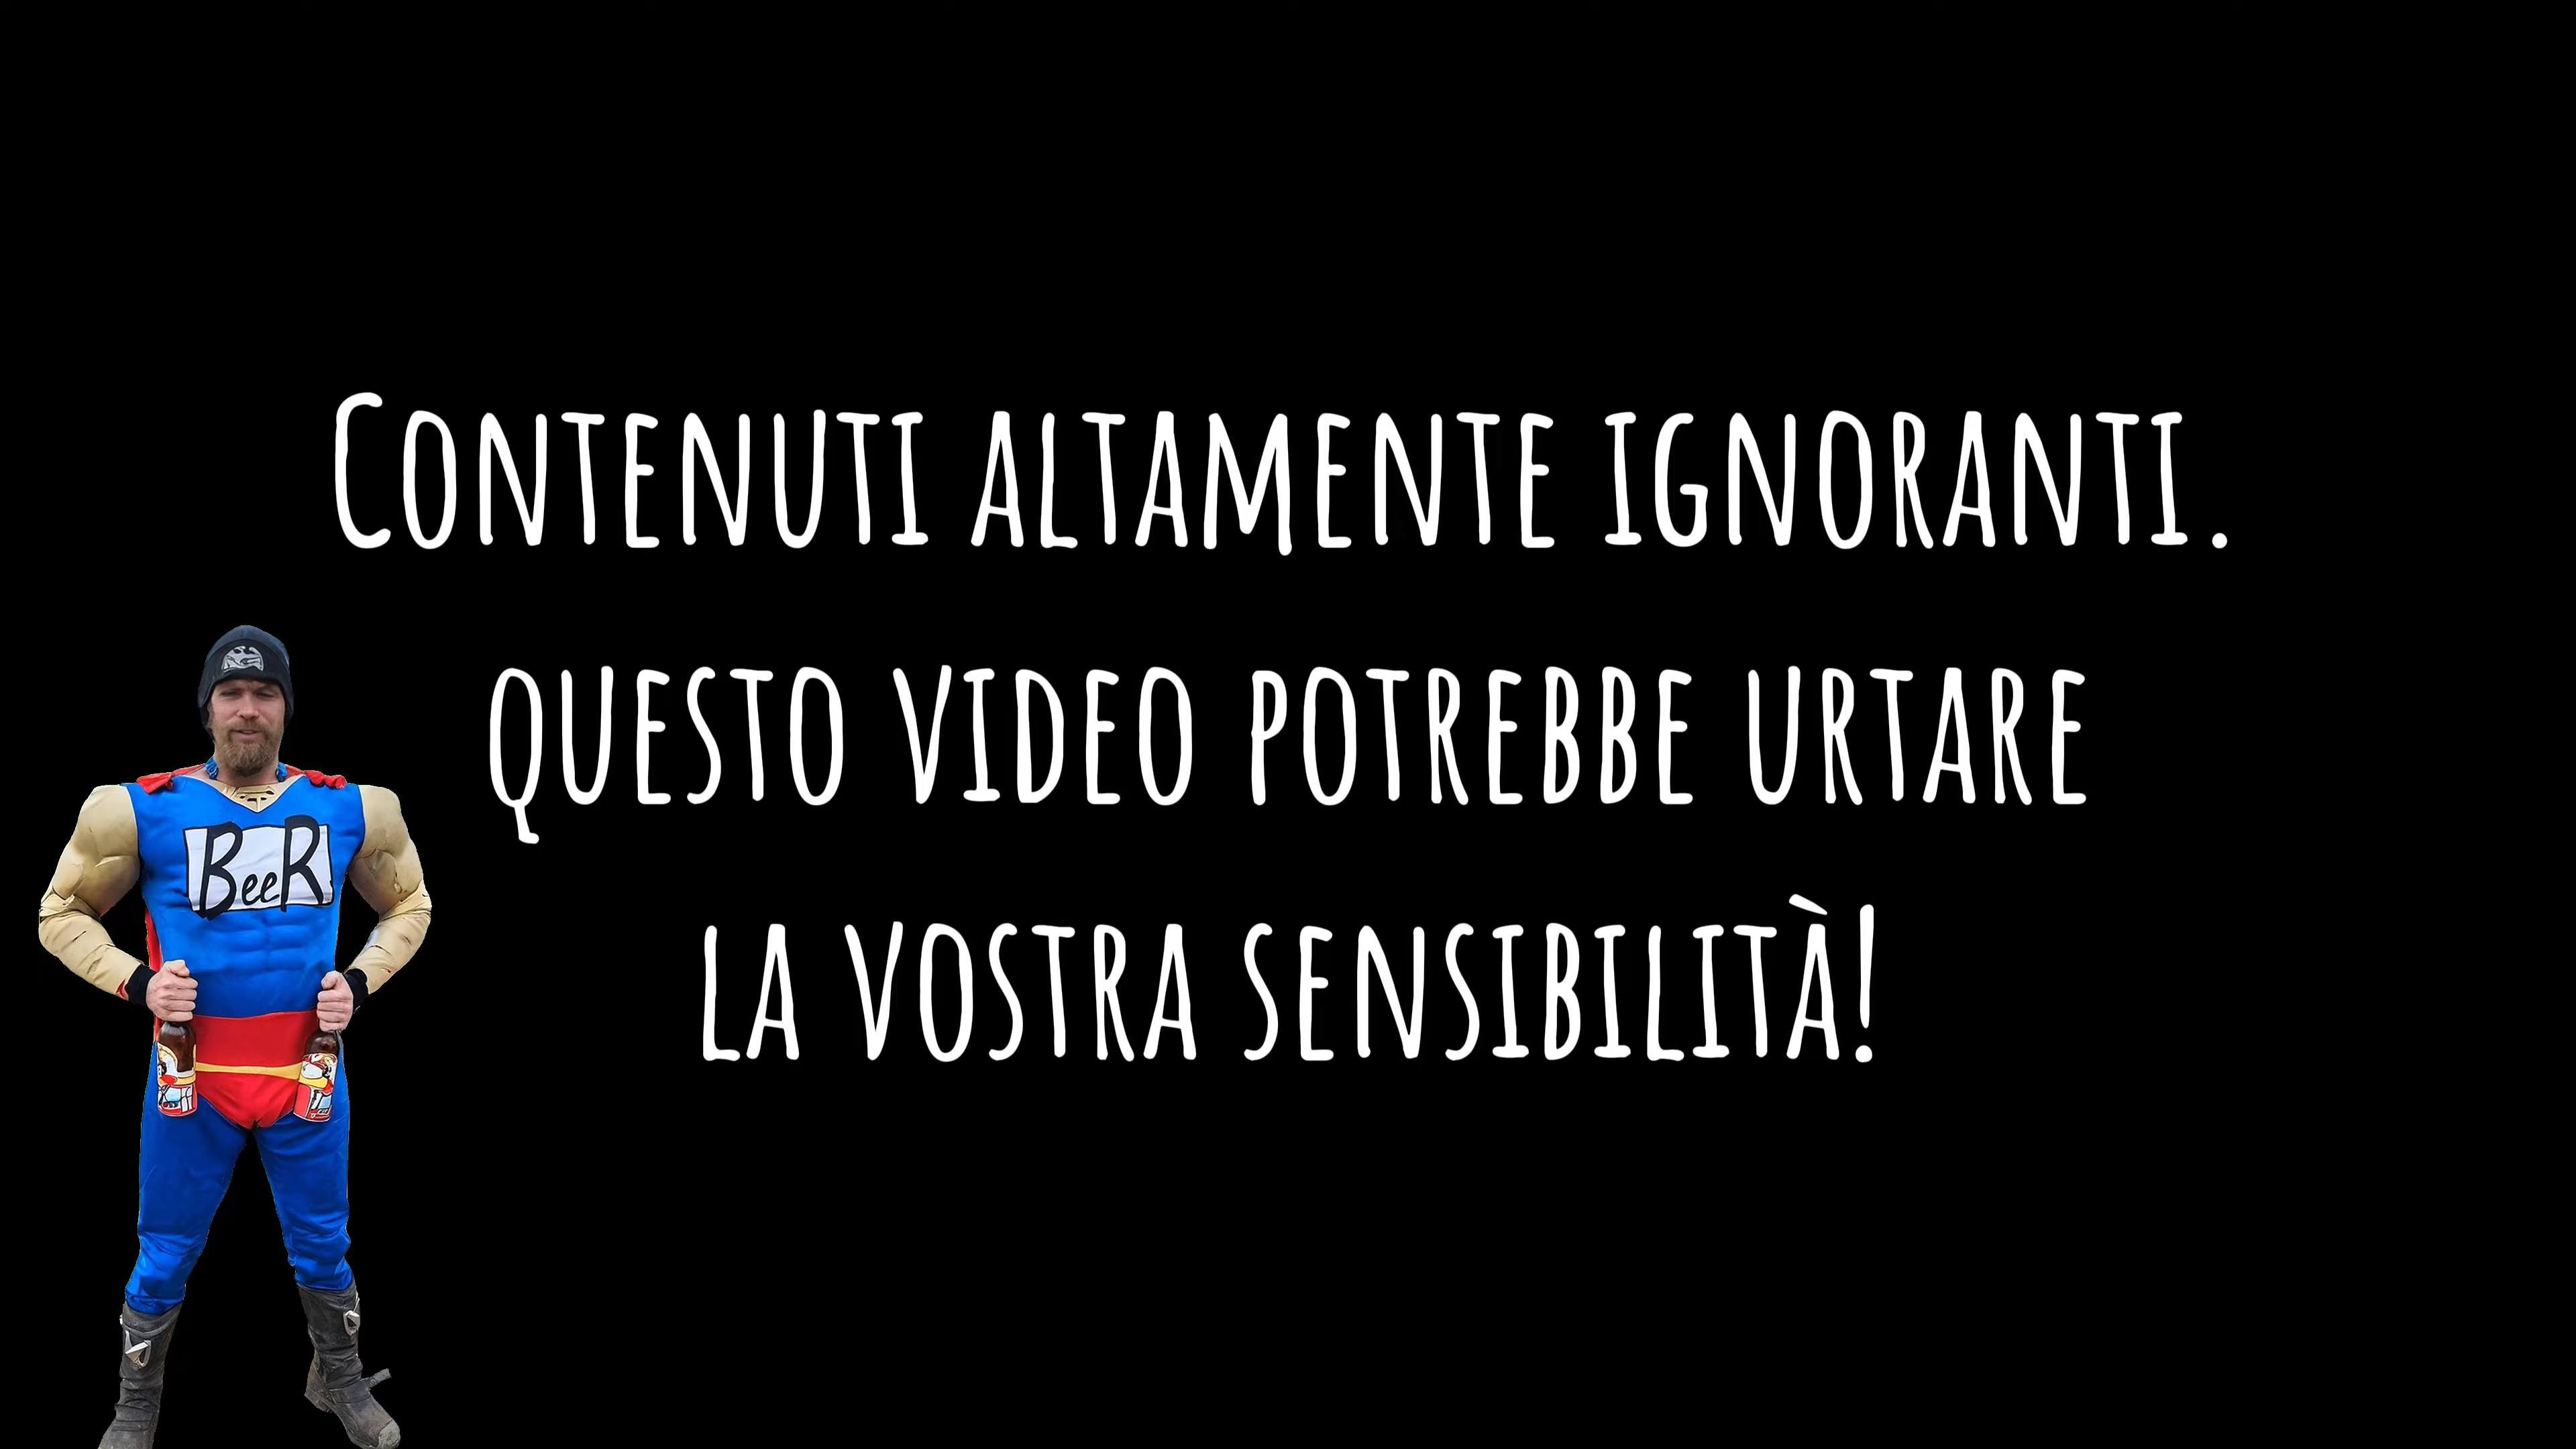 Contenuti altamente ignoranti.
questo video potrebbe urtare
la vostra sensibilità!
BeeR